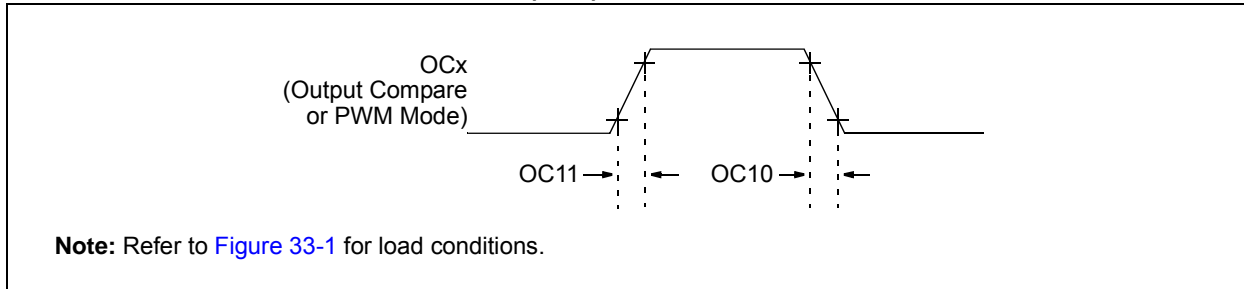 OCx
(Output Compare
or PWM Mode)
OC11
OC10
Note: Refer to Figure 33-1 for load conditions.